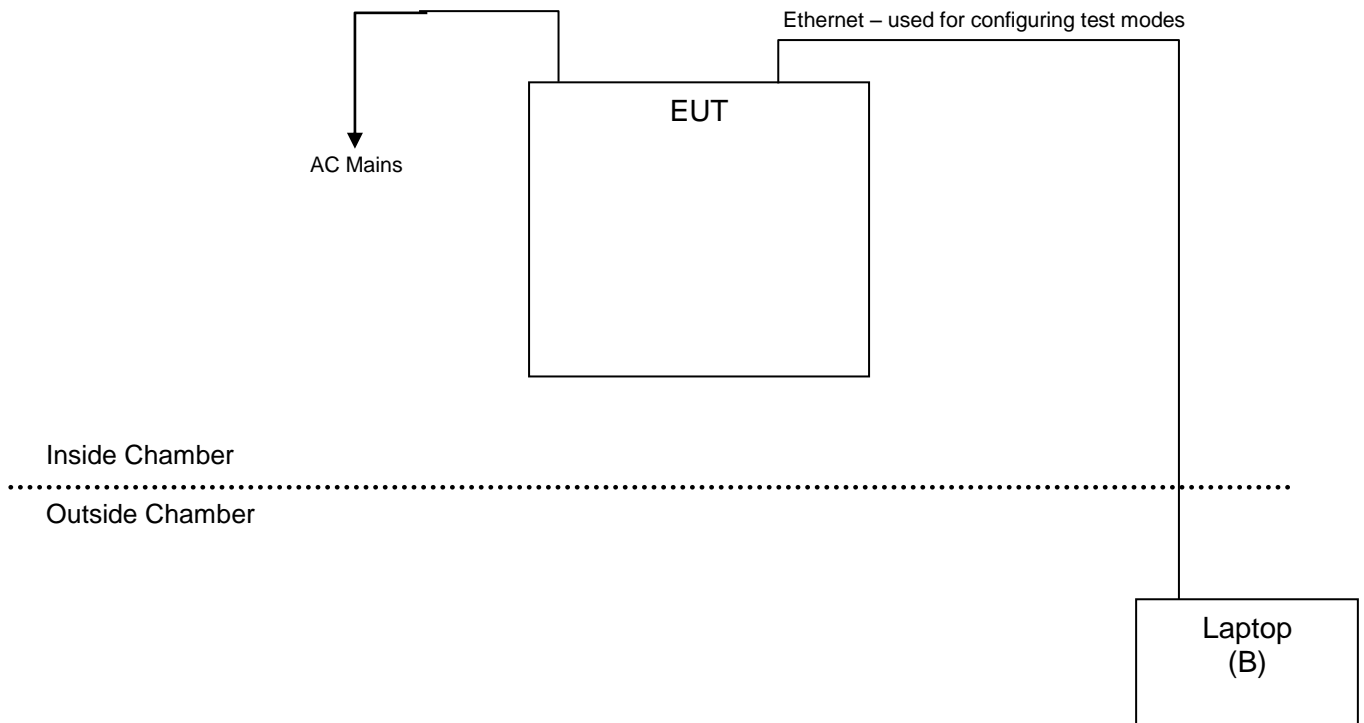 Ethernet – used for configuring test modes
EUT
AC Mains
Inside Chamber
Outside Chamber
Laptop
(B)